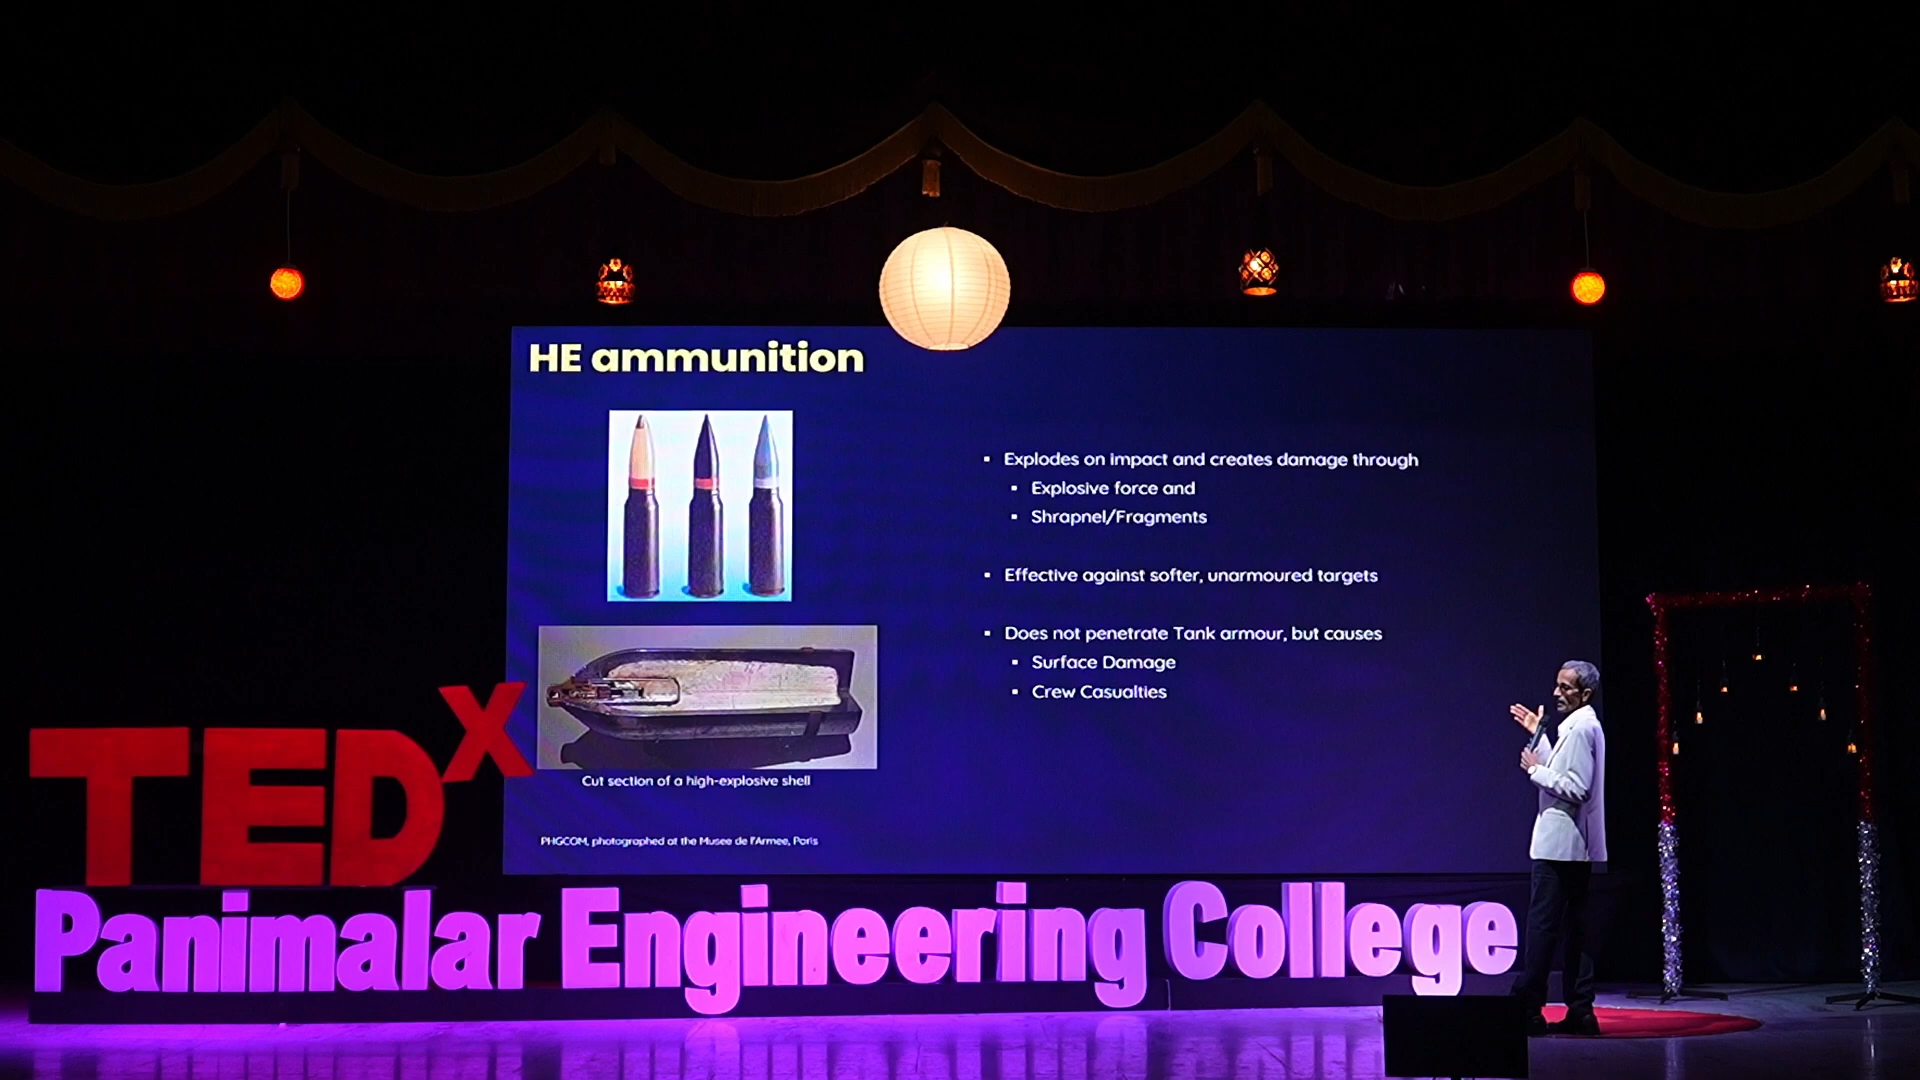 HE ammunition
Explodes on impact and creates damage through
Explosive force and
Shrapnel/Fragments
Effective against softer, unarmoured targets
Does not penetrate Tank armour, but causes
Surface Damage
Crew Casualties
Cut section of a high-explosive shell
PHGCOM, photographed at the Musee de l'Armee, Paris
TEDx
Panimalar Engineering College